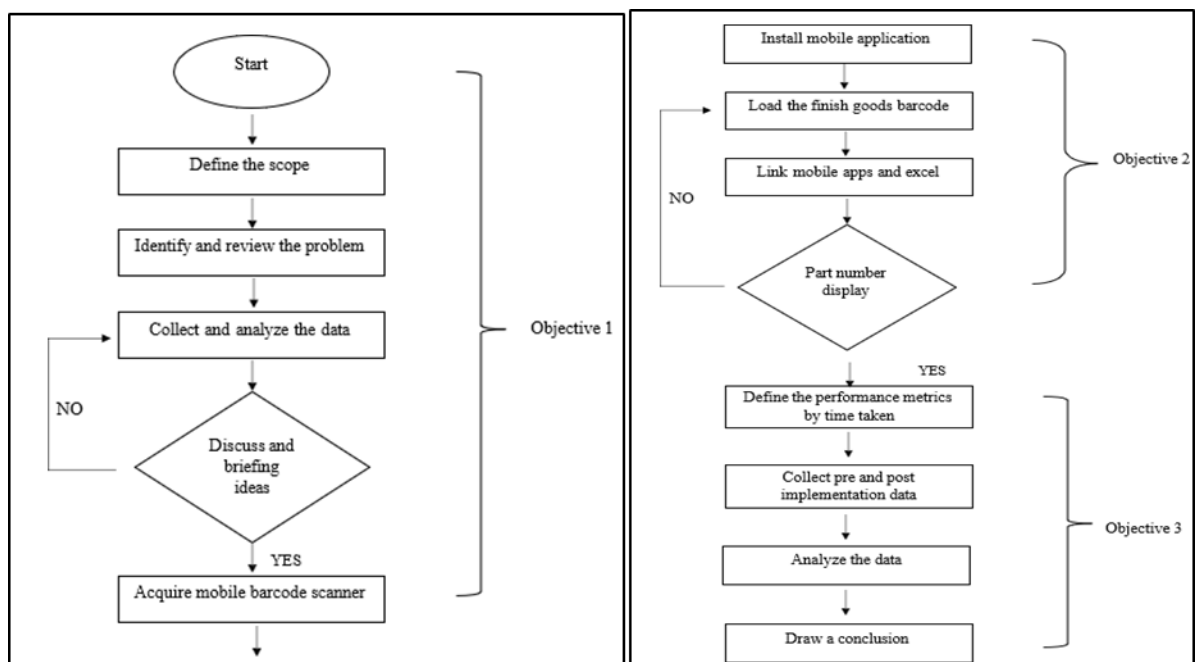 Start
Define the scope
Identify and review the problem
Collect and analyze the data
NO
Discuss and
briefing
ideas
YES
Acquire mobile barcode scanner
Objective 1
Install mobile application
Load the finish goods barcode
Link mobile apps and excel
NO
Part number
display
Objective 2
YES
Define the performance metrics
by time taken
Collect pre and post
implementation data
Analyze the data
Draw a conclusion
Objective 3